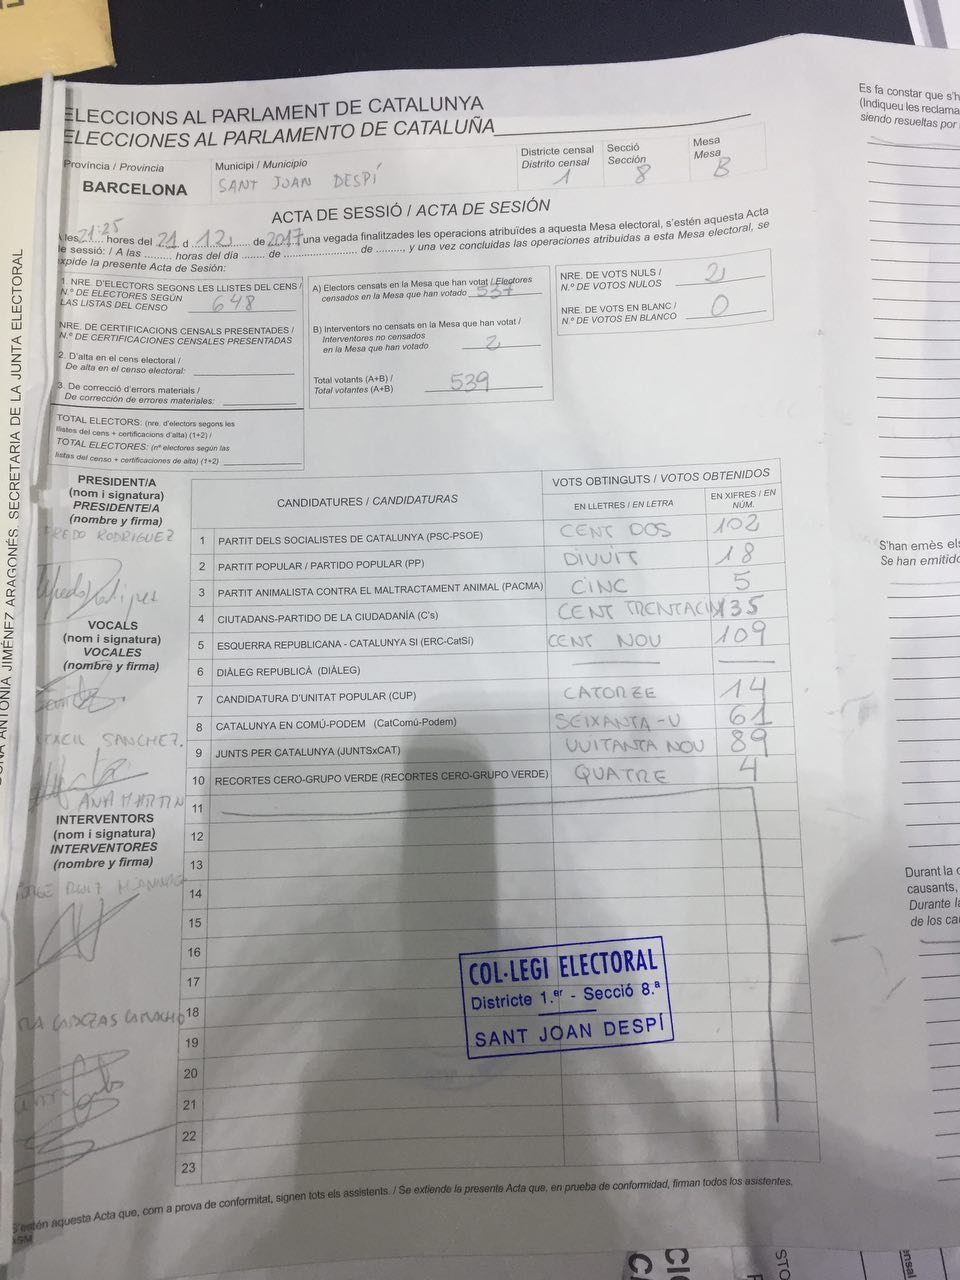 ELECCIONS AL PARLAMENT DE CATALUNYA
ELECCIONES AL PARLAMENTO DE CATALUÑA
Província / Provincia
BARCELONA
Municipi / Municipio
SANT JOAN DESPÍ
Districte censal
Distrito censal
1
Secció
Sección
8
Mesa
Mesa
B
ACTA DE SESSIÓ / ACTA DE SESIÓN
A les 21:25 hores del 21 d 12 de 2017 una vegada finalitzades les operacions atribuïdes a aquesta Mesa electoral, s'estén aquesta Acta
de sessió: / A las ......... horas del día ........ de ........................ de .........., y una vez concluidas las operaciones atribuidas a esta Mesa electoral, se
expide la presente Acta de Sesión:
1. NRE. D'ELECTORS SEGONS LES LLISTES DEL CENS /
N.º DE ELECTORES SEGÚN
LAS LISTAS DEL CENSO 648
NRE. DE CERTIFICACIONS CENSALS PRESENTADES /
N.º DE CERTIFICACIONES CENSALES PRESENTADAS
2. D'alta en el cens electoral /
De alta en el censo electoral:
3. De correcció d'errors materials /
De corrección de errores materiales:
TOTAL ELECTORS: (nre. d'electors segons les
llistes del cens + certificacions d'alta) (1+2) /
TOTAL ELECTORES: (nº electores según las
listas del censo + certificaciones de alta) (1+2)
A) Electors censats en la Mesa que han votat / Electores
censados en la Mesa que han votado 537
B) Interventors no censats en la Mesa que han votat /
Interventores no censados
en la Mesa que han votado 2
Total votants (A+B) /
Total votantes (A+B) 539
NRE. DE VOTS NULS /
N.º DE VOTOS NULOS 2
NRE. DE VOTS EN BLANC /
N.º DE VOTOS EN BLANCO 0
CANDIDATURES / CANDIDATURAS
VOTS OBTINGUTS / VOTOS OBTENIDOS
EN LLETRES / EN LETRA
EN XIFRES / EN
NÚM.
1 PARTIT DELS SOCIALISTES DE CATALUNYA (PSC-PSOE) CENT DOS 102
2 PARTIT POPULAR / PARTIDO POPULAR (PP) DIVUIT 18
3 PARTIT ANIMALISTA CONTRA EL MALTRACTAMENT ANIMAL (PACMA) CINC 5
4 CIUTADANS-PARTIDO DE LA CIUDADANÍA (C's) CENT TRENTACIN 135
5 ESQUERRA REPUBLICANA - CATALUNYA SI (ERC-CatSí) CENT NOU 109
6 DIÀLEG REPUBLICÀ (DIÀLEG)
7 CANDIDATURA D'UNITAT POPULAR (CUP) CATORZE 14
8 CATALUNYA EN COMÚ-PODEM (CatComú-Podem) SEIXANTA-U 61
9 JUNTS PER CATALUNYA (JUNTSxCAT) VUITANTA NOU 89
10 RECORTES CERO-GRUPO VERDE (RECORTES CERO-GRUPO VERDE) QUATRE 4
11
12
13
14
15
16
17
18
19
20
21
22
23
PRESIDENT/A
(nom i signatura)
PRESIDENTE/A
(nombre y firma)
FREDO RODRIGUEZ
VOCALS
(nom i signatura)
VOCALES
(nombre y firma)
SANCHEZ.
ANA MARTIN
INTERVENTORS
(nom i signatura)
INTERVENTORES
(nombre y firma)
RUIZ
CABEZAS CAMACHO
COL·LEGI ELECTORAL
Districte 1.er - Secció 8.ª
SANT JOAN DESPÍ
S'estén aquesta Acta que, com a prova de conformitat, signen tots els assistents. / Se extiende la presente Acta que, en prueba de conformidad, firman todos los asistentes.
DOÑA ANTONIA JIMÉNEZ ARAGONÉS, SECRETARIA DE LA JUNTA ELECTORAL
Es fa constar que s'h
(Indiqueu les reclama
siendo resueltas por
S'han emès els
Se han emitido
Durant la
causants,
Durante la
de los ca